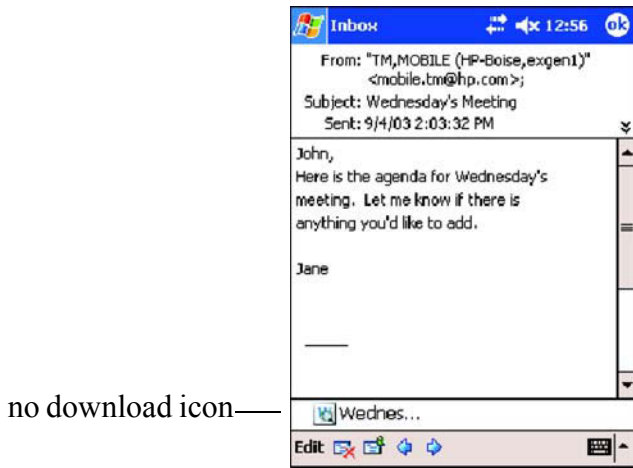 Inbox 12:56 ok
From: "TM,MOBILE (HP-Boise,exgen1)"
<mobile.tm@hp.com>;
Subject: Wednesday's Meeting
Sent: 9/4/03 2:03:32 PM
John,
Here is the agenda for Wednesday's
meeting. Let me know if there is
anything you'd like to add.
Jane
no download icon
Wednes...
Edit